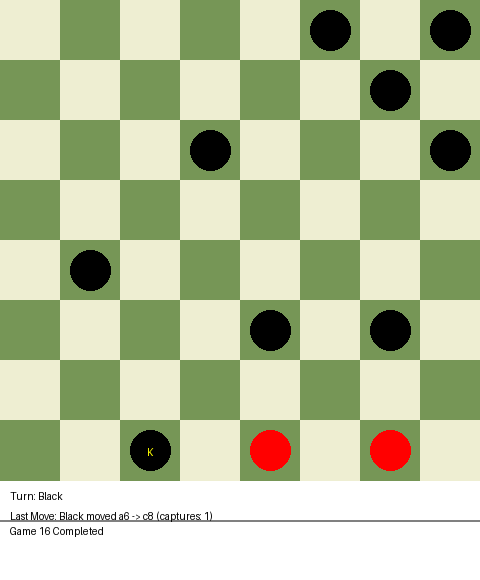 K
Turn: Black
Last Move: Black moved a6 -> c8 (captures: 1)
Game 16 Completed